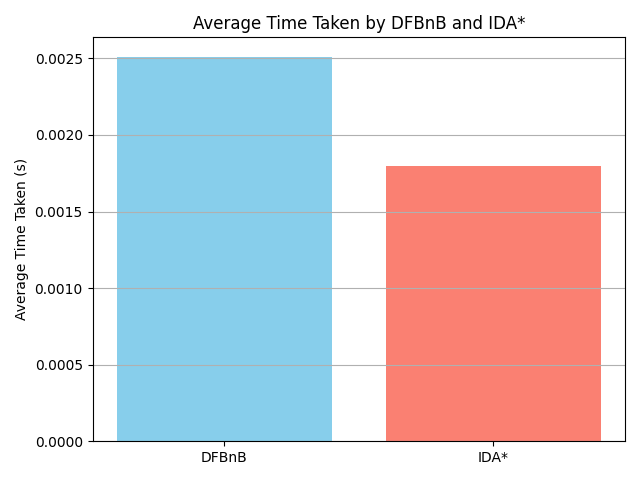 Average Time Taken by DFBnB and IDA*
Average Time Taken (s)
0.0025
0.0020
0.0015
0.0010
0.0005
0.0000
DFBnB
IDA*